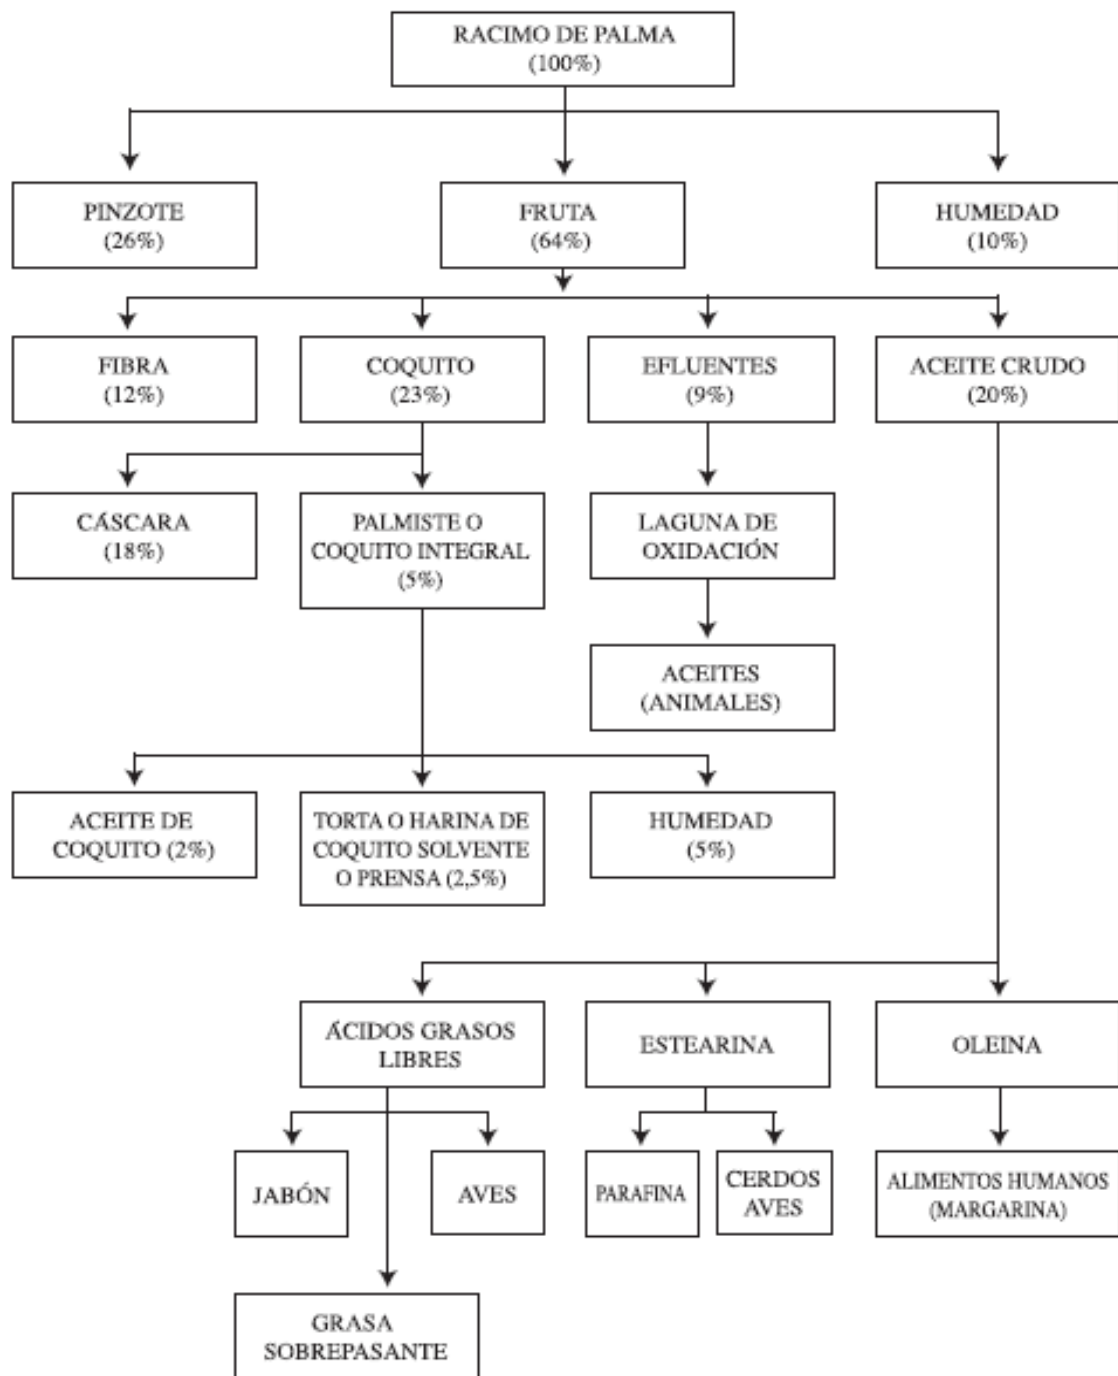 RACIMO DE PALMA
(100%)
PINZOTE
(26%)
FRUTA
(64%)
HUMEDAD
(10%)
FIBRA
(12%)
COQUITO
(23%)
EFLUENTES
(9%)
ACEITE CRUDO
(20%)
CÁSCARA
(18%)
PALMISTE O
COQUITO INTEGRAL
(5%)
LAGUNA DE
OXIDACIÓN
ACEITES
(ANIMALES)
ACEITE DE
COQUITO (2%)
TORTA O HARINA DE
COQUITO SOLVENTE
O PRENSA (2,5%)
HUMEDAD
(5%)
ÁCIDOS GRASOS
LIBRES
ESTEARINA
OLEINA
JABÓN
AVES
PARAFINA
CERDOS
AVES
ALIMENTOS HUMANOS
(MARGARINA)
GRASA
SOBREPASANTE